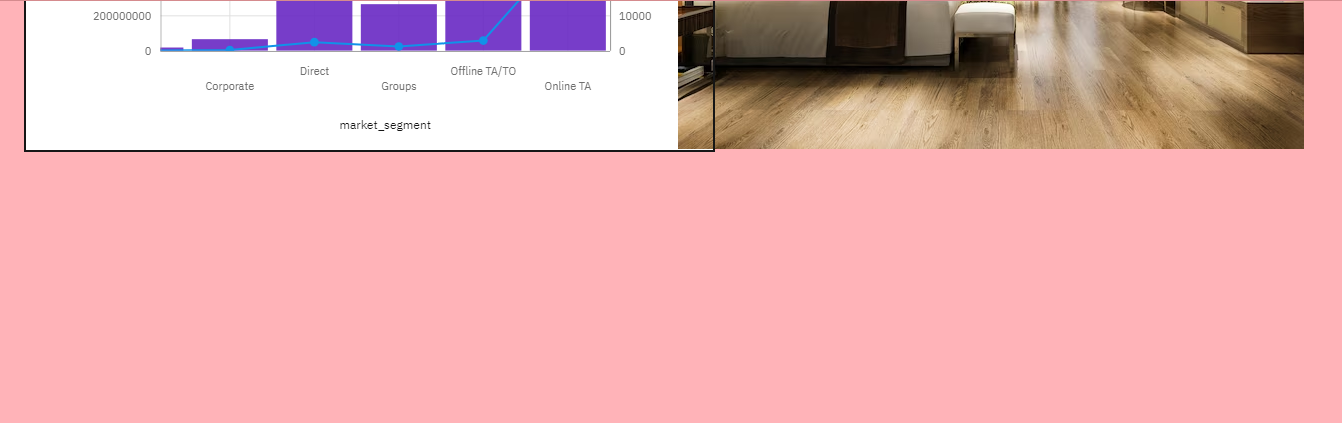 200000000 10000
0 0
Direct Offline TA/TO
Corporate Groups Online TA
market_segment